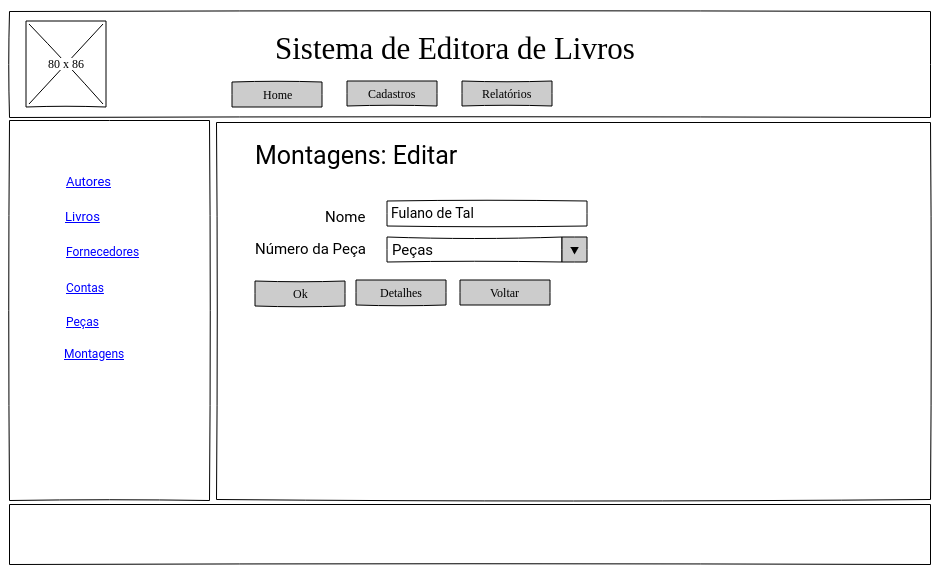 Sistema de Editora de Livros
80 x 86
Home Cadastros Relatórios
Autores
Livros
Fornecedores
Contas
Peças
Montagens
Montagens: Editar
Nome Fulano de Tal
Número da Peça Peças
Ok Detalhes Voltar